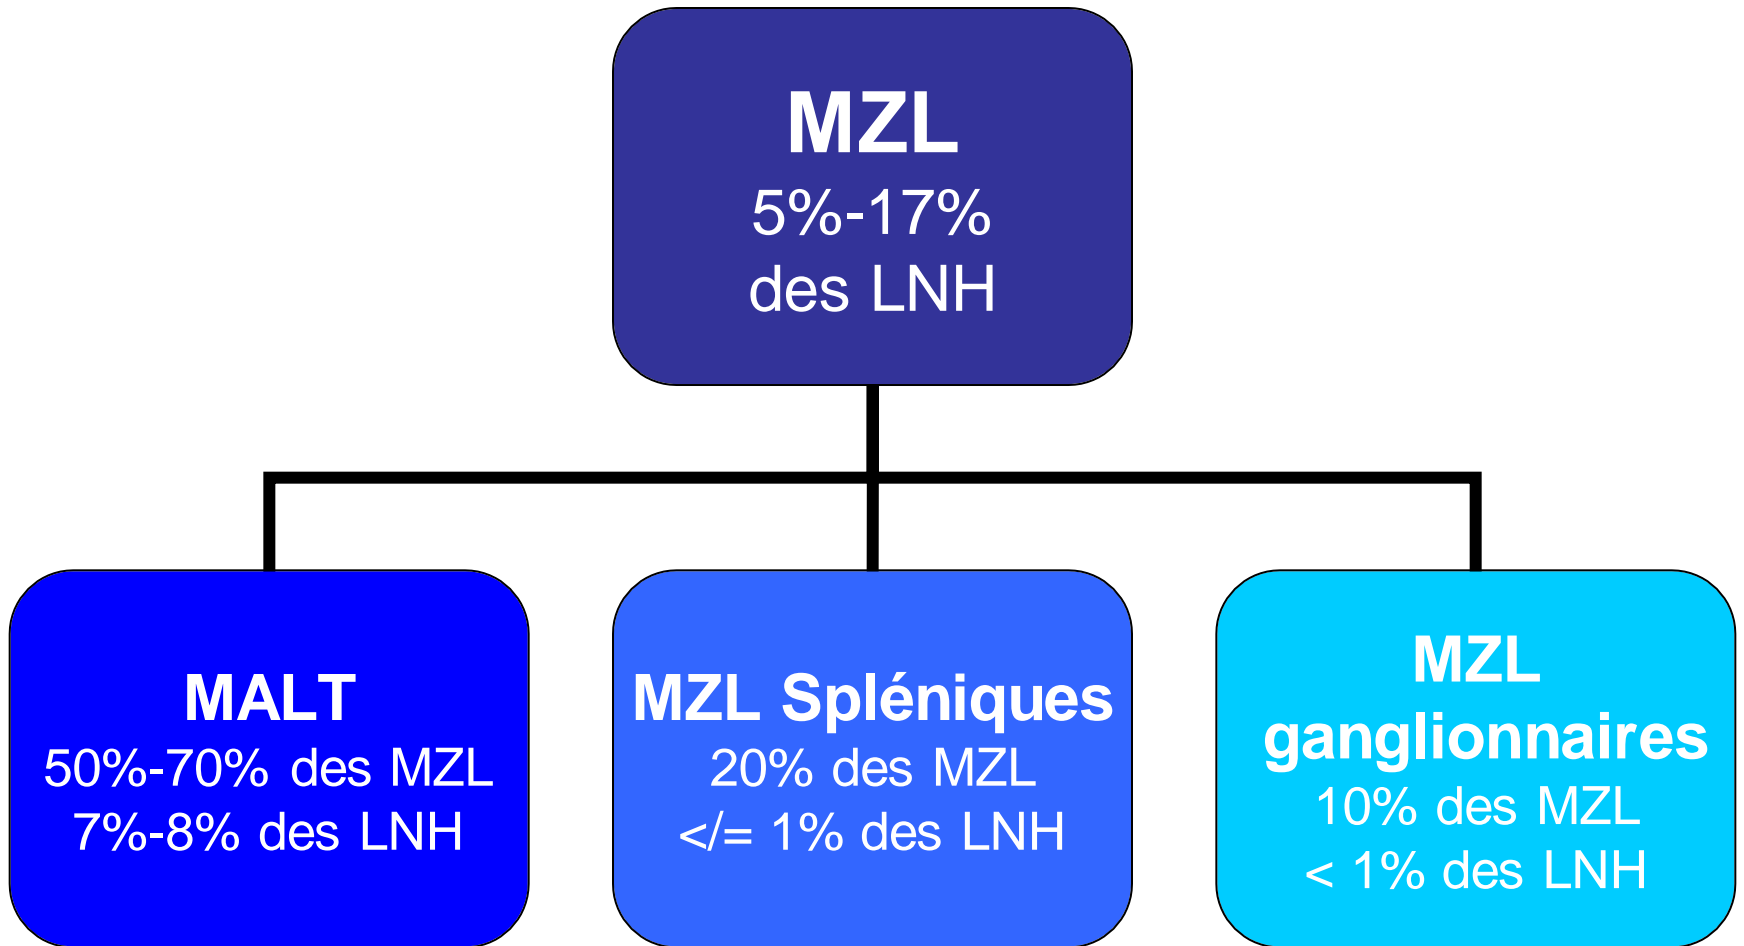 MZL
5%-17%
des LNH
MALT
50%-70% des MZL
7%-8% des LNH
MZL Spléniques
20% des MZL
</= 1% des LNH
MZL
ganglionnaires
10% des MZL
< 1% des LNH